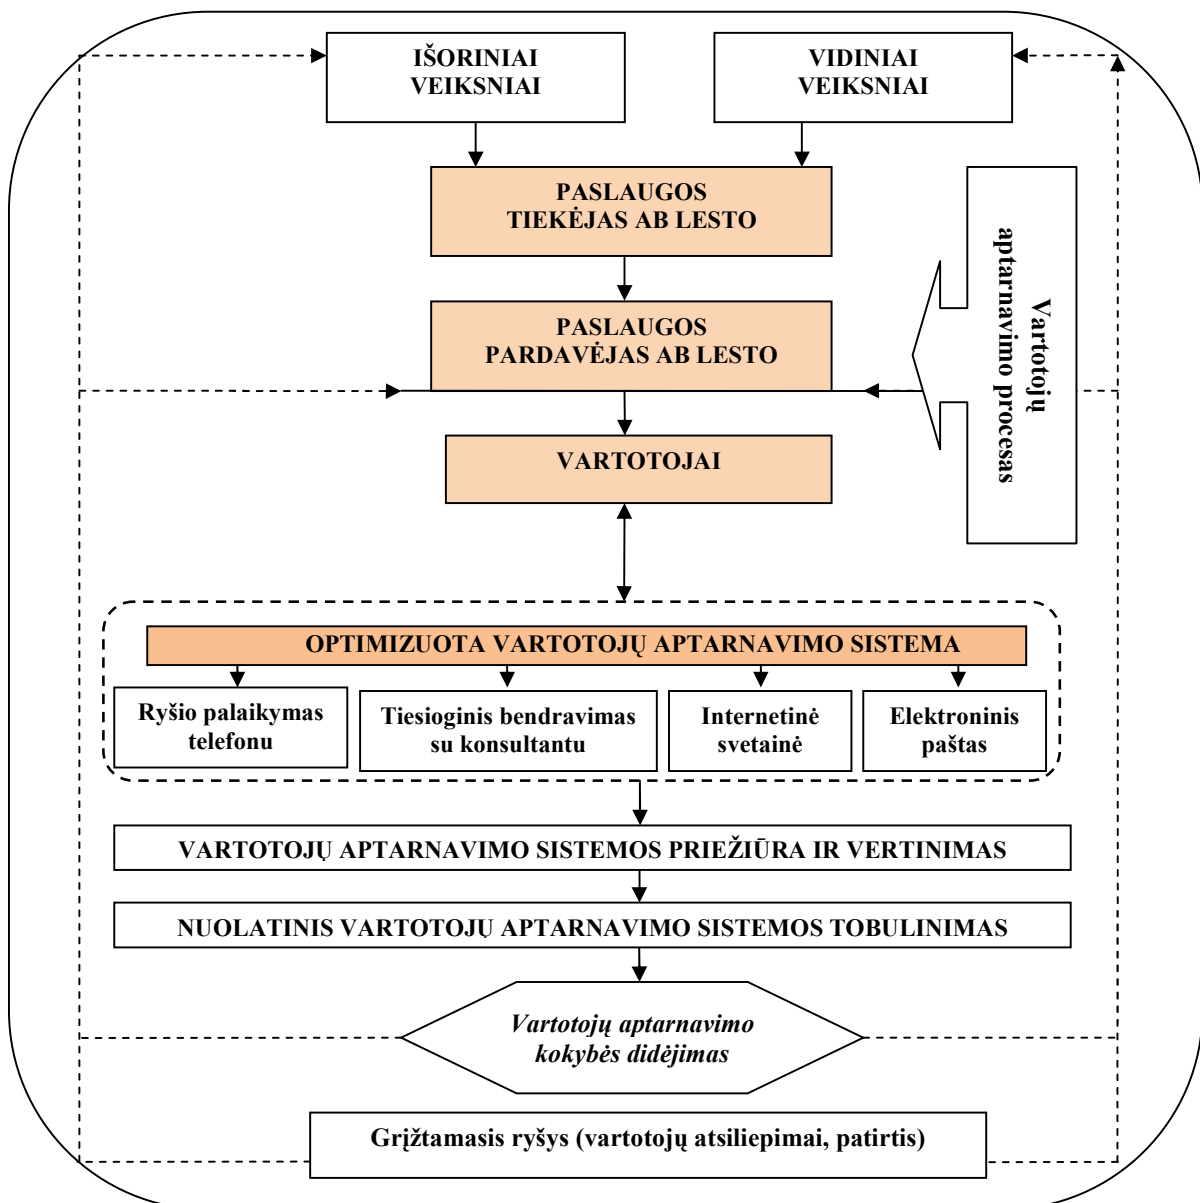 IŠORINIAI
VEIKSNIAI
VIDINIAI
VEIKSNIAI
PASLAUGOS
TIEKĖJAS AB LESTO
PASLAUGOS
PARDAVĖJAS AB LESTO
Vartotojų
aptarnavimo procesas
VARTOTOJAI
OPTIMIZUOTA VARTOTOJŲ APTARNAVIMO SISTEMA
Ryšio palaikymas
telefonu
Tiesioginis bendravimas
su konsultantu
Internetinė
svetainė
Elektroninis
paštas
VARTOTOJŲ APTARNAVIMO SISTEMOS PRIEŽIŪRA IR VERTINIMAS
NUOLATINIS VARTOTOJŲ APTARNAVIMO SISTEMOS TOBULINIMAS
Vartotojų aptarnavimo
kokybės didėjimas
Grįžtamasis ryšys (vartotojų atsiliepimai, patirtis)